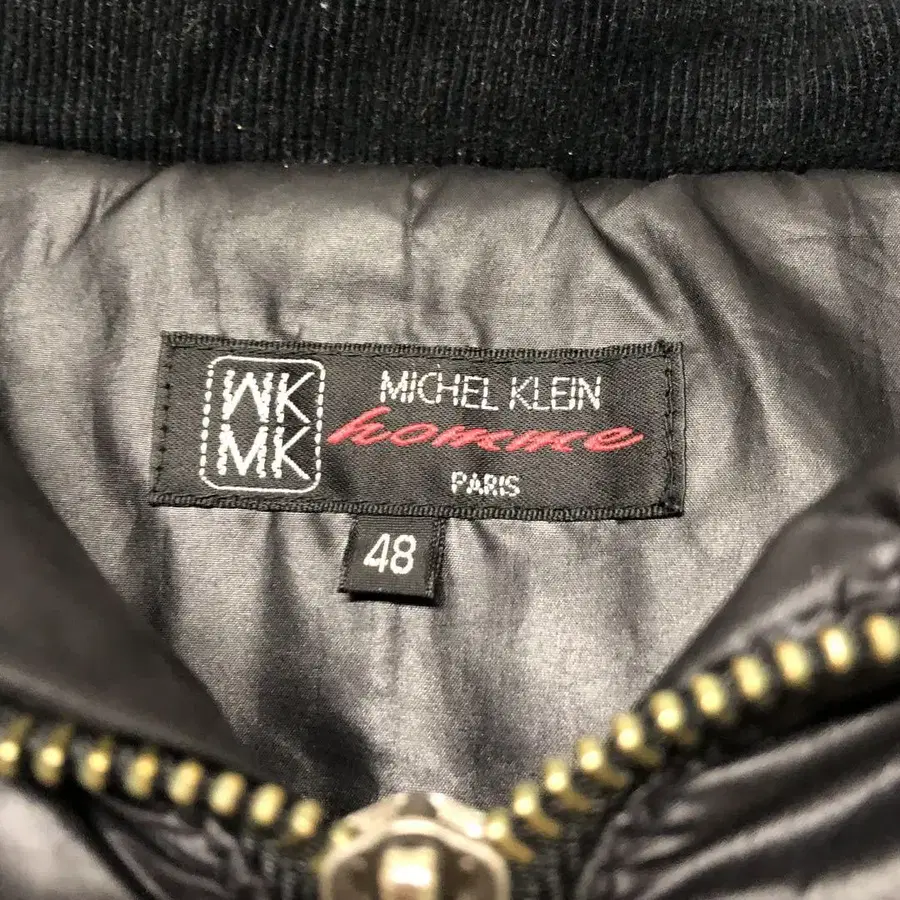 MK
MK
MICHEL KLEIN
homme
PARIS
48